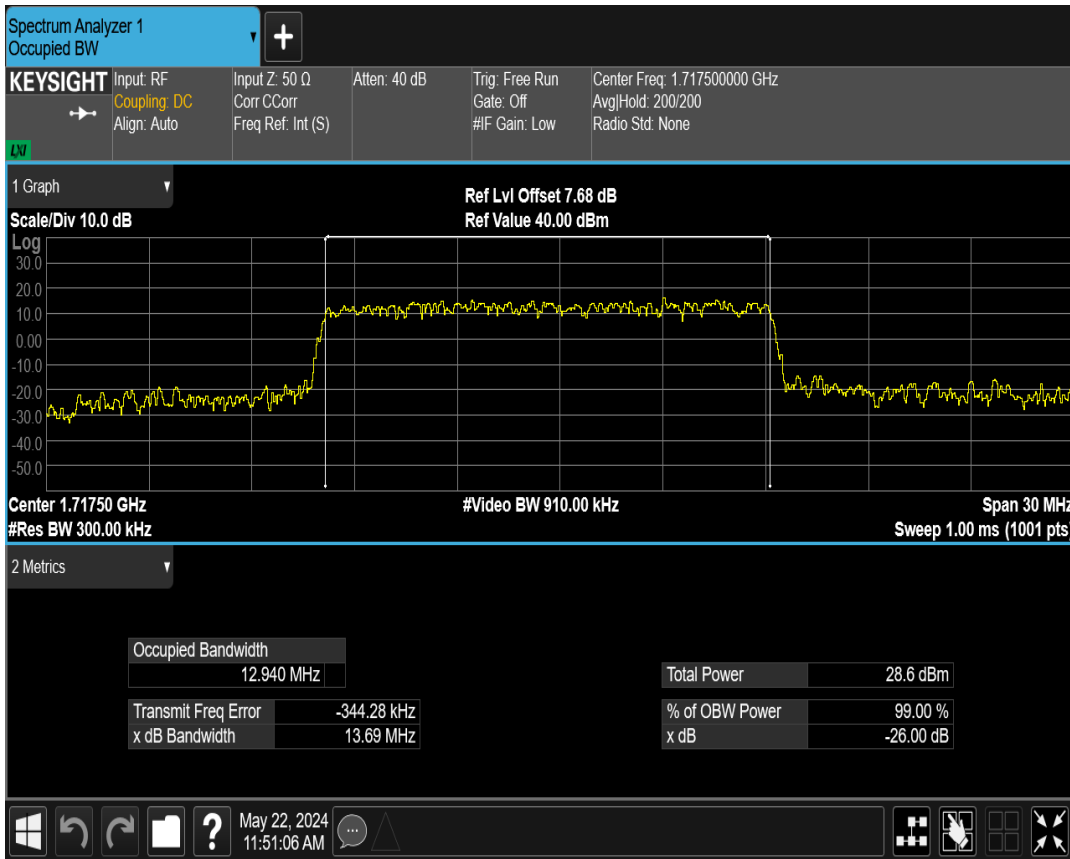 Spectrum Analyzer 1
Occupied BW
KEYSIGHT
LXI
Input: RF
Coupling: DC
Align: Auto
Input Z: 50 Ω
Corr CCorr
Freq Ref: Int (S)
Atten: 40 dB
Trig: Free Run
Gate: Off
#IF Gain: Low
Center Freq: 1.717500000 GHz
Avg|Hold: 200/200
Radio Std: None
1 Graph
Scale/Div 10.0 dB
Ref Lvl Offset 7.68 dB
Ref Value 40.00 dBm
Log
30.0
20.0
10.0
0.00
-10.0
-20.0
-30.0
-40.0
-50.0
Center 1.71750 GHz
#Video BW 910.00 kHz
Span 30 MHz
#Res BW 300.00 kHz
Sweep 1.00 ms (1001 pts)
2 Metrics
Occupied Bandwidth
12.940 MHz
Transmit Freq Error -344.28 kHz
x dB Bandwidth 13.69 MHz
Total Power 28.6 dBm
% of OBW Power 99.00 %
x dB -26.00 dB
?
May 22, 2024
11:51:06 AM